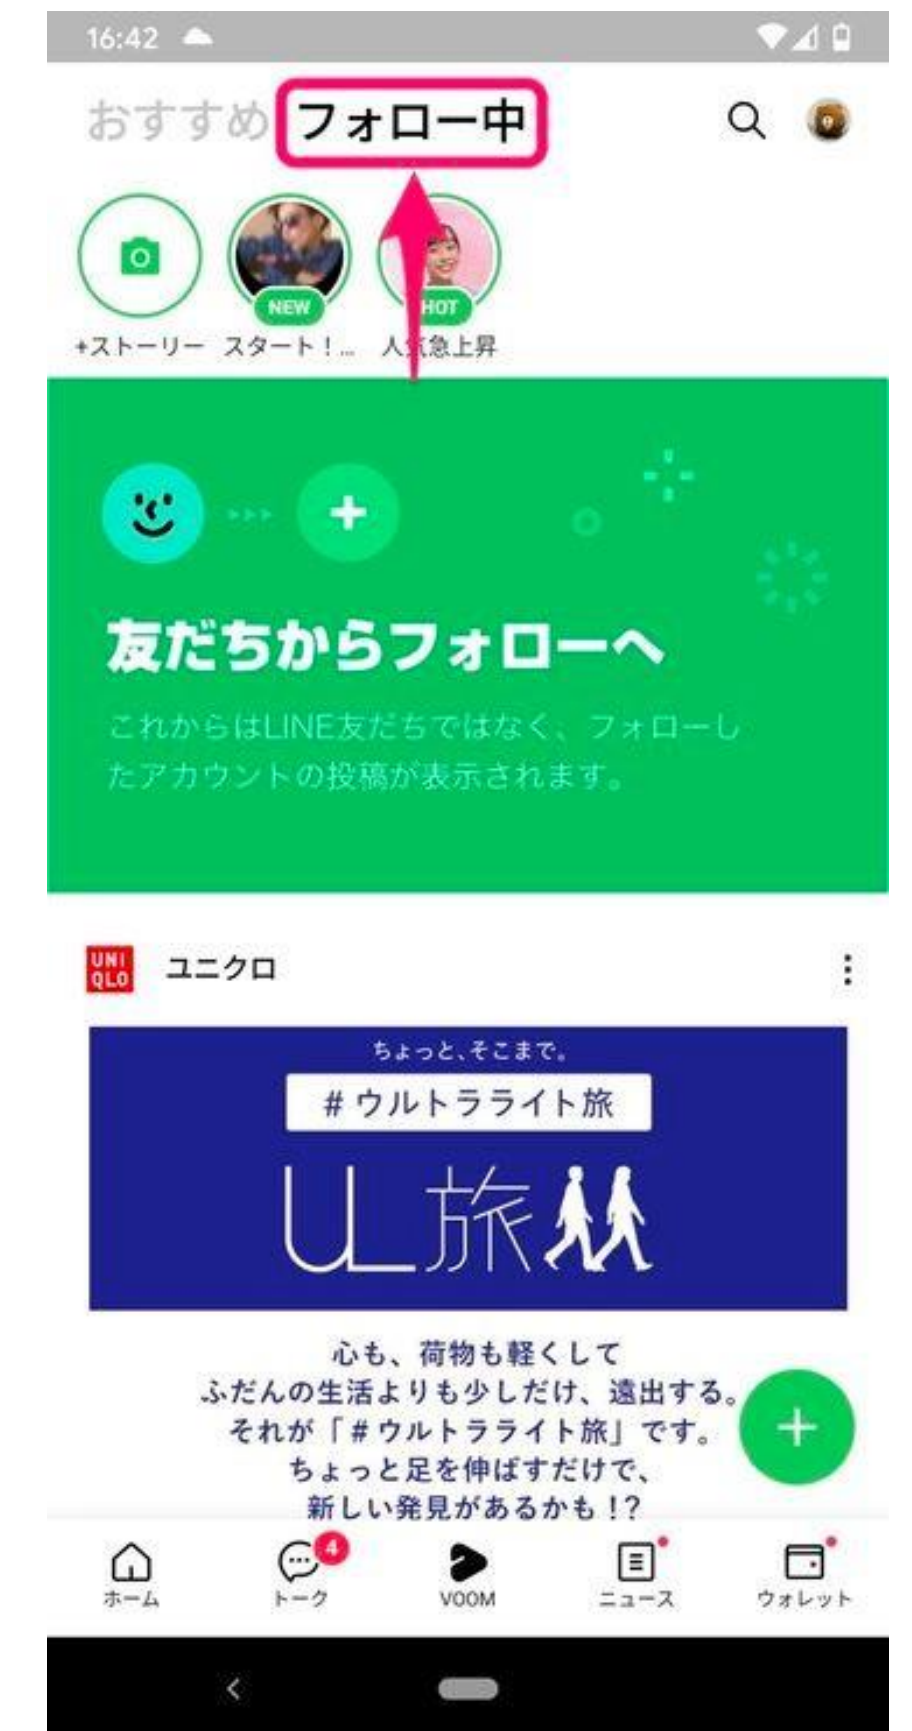 16:42
おすすめ フォロー中
NEW
HOT
+ストーリー スタート！... 人気急上昇
友だちからフォローへ
これからはLINE友だちではなく、フォローし
たアカウントの投稿が表示されます。
UNI
QLO
ユニクロ
ちょっと、そこまで。
#ウルトラライト旅
UL旅
心も、荷物も軽くして
ふだんの生活よりも少しだけ、遠出する。
それが「#ウルトラライト旅」です。
ちょっと足を伸ばすだけで、
新しい発見があるかも！?
4
ホーム トーク VOOM ニュース ウォレット